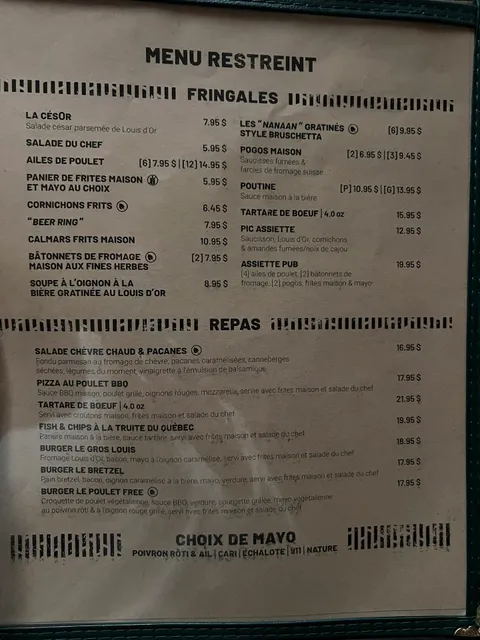 MENU RESTREINT
FRINGALES
LA CÉSOR 7.95 $
Salade césar parsemée de Louis d'Or
SALADE DU CHEF 5.95 $
AILES DE POULET [6] 7.95 $ | [12] 14.95 $
PANIER DE FRITES MAISON
ET MAYO AU CHOIX 5.95 $
CORNICHONS FRITS 6.45 $
"BEER RING" 7.95 $
CALMARS FRITS MAISON 10.95 $
BÂTONNETS DE FROMAGE
MAISON AUX FINES HERBES [2] 7.95 $
SOUPE À L'OIGNON À LA
BIÈRE GRATINÉE AU LOUIS D'OR 8.95 $
LES "NANAAN" GRATINÉS
STYLE BRUSCHETTA [6] 9.95 $
POGOS MAISON [2] 6.95 $ | [3] 9.45 $
Saucisses fumées &
farcies de fromage suisse
POUTINE [P] 10.95 $ | [G] 13.95 $
Sauce maison à la bière
TARTARE DE BOEUF | 4.0 oz 15.95 $
PIC ASSIETTE 12.95 $
Saucisson, Louis d'Or, cornichons
& amandes fumées/noix de cajou
ASSIETTE PUB 19.95 $
[4] ailes de poulet, [2] bâtonnets de
fromage, [2] pogos, frites maison & mayo
REPAS
SALADE CHÈVRE CHAUD & PACANES 16.95 $
Fondu parmesan au fromage de chèvre, pacanes caramélisées, canneberges
séchées, légumes du moment, vinaigrette à l'émulsion de balsamique
PIZZA AU POULET BBQ 17.95 $
Sauce BBQ maison, poulet grillé, oignons rouges, mozzarella, servie avec frites maison et salade du chef
TARTARE DE BOEUF | 4.0 oz 21.95 $
Servi avec croûtons maison, frites maison et salade du chef
FISH & CHIPS À LA TRUITE DU QUÉBEC 19.95 $
Panure maison à la bière, sauce tartare, servi avec frites maison et salade du chef
BURGER LE GROS LOUIS 18.95 $
Fromage Louis d'Or, bacon, mayo à l'oignon caramélisé, servi avec frites maison et salade du chef
BURGER LE BRETZEL 17.95 $
Pain bretzel, bacon, oignon caramélisé à la bière, mayo, verdure, servi avec frites maison et salade du chef
BURGER LE POULET FREE 17.95 $
Croquette de poulet végétalienne, sauce BBQ, verdure, courgette grillée, mayo végétalienne
au poivron rôti & à l'oignon rouge grillé, servi avec frites maison et salade du chef
CHOIX DE MAYO
POIVRON RÔTI & AIL | CARI | ÉCHALOTE | 911 | NATURE